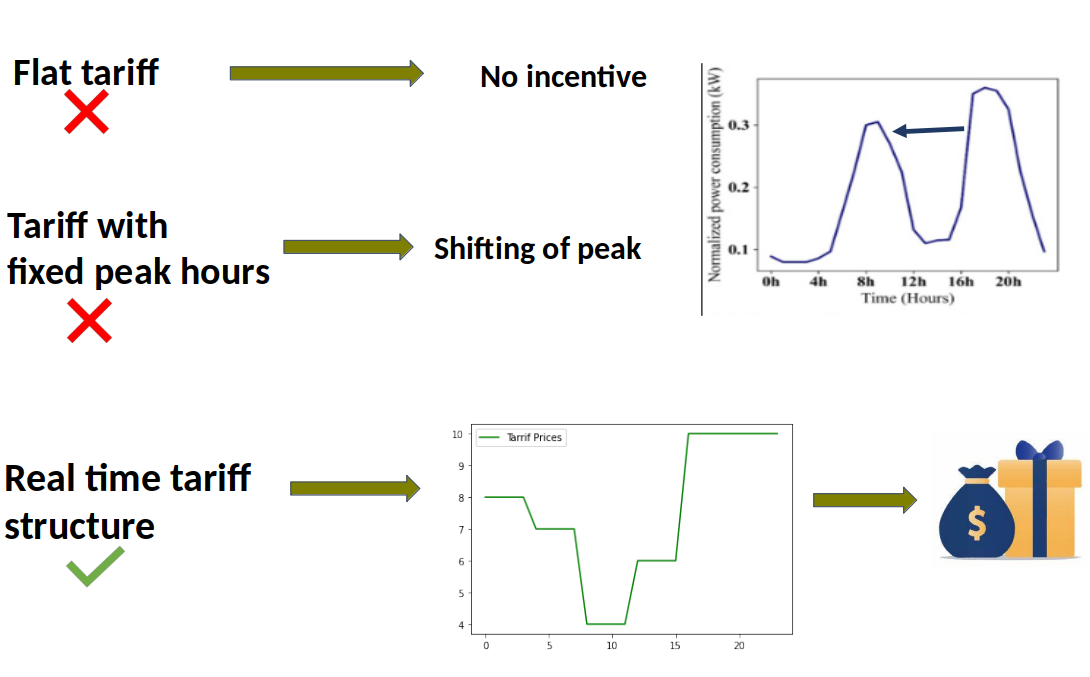 Flat tariff
No incentive
Normalized power consumption (kW)
0.3
0.2
0.1
0h 4h 8h 12h 16h 20h
Time (Hours)
Tariff with
fixed peak hours
Shifting of peak
Real time tariff
structure
Tarrif Prices
10
9
8
7
6
5
4
0 5 10 15 20
$